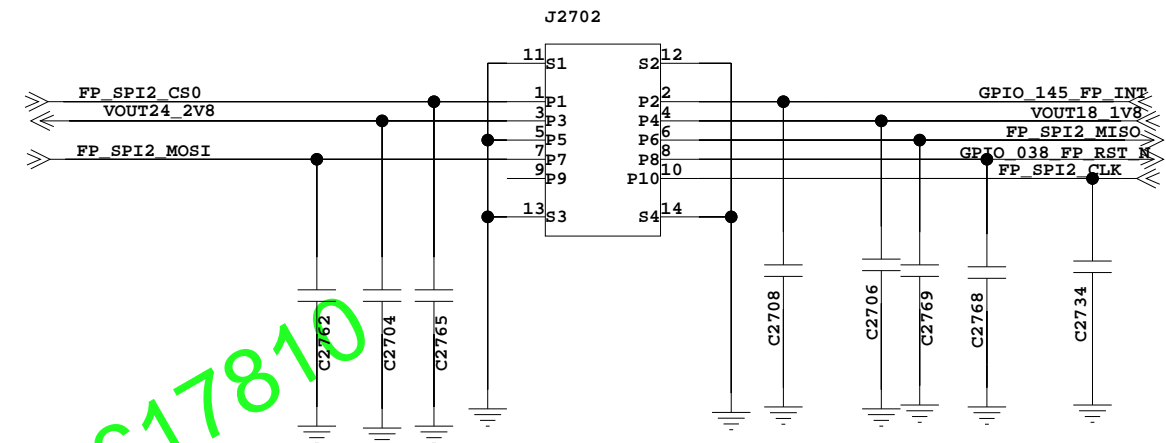 J2702
11 S1 S2 12
FP_SPI2_CS0 1 P1 P2 2 GPIO_145_FP_INT
VOUT24_2V8 3 P3 P4 4 VOUT18_1V8
5 P5 P6 6 FP_SPI2_MISO
FP_SPI2_MOSI 7 P7 P8 8 GPIO_038_FP_RST_N
9 P9 P10 10 FP_SPI2_CLK
13 S3 S4 14
C2762
C2704
C2765
C2708
C2706
C2769
C2768
C2734
17810